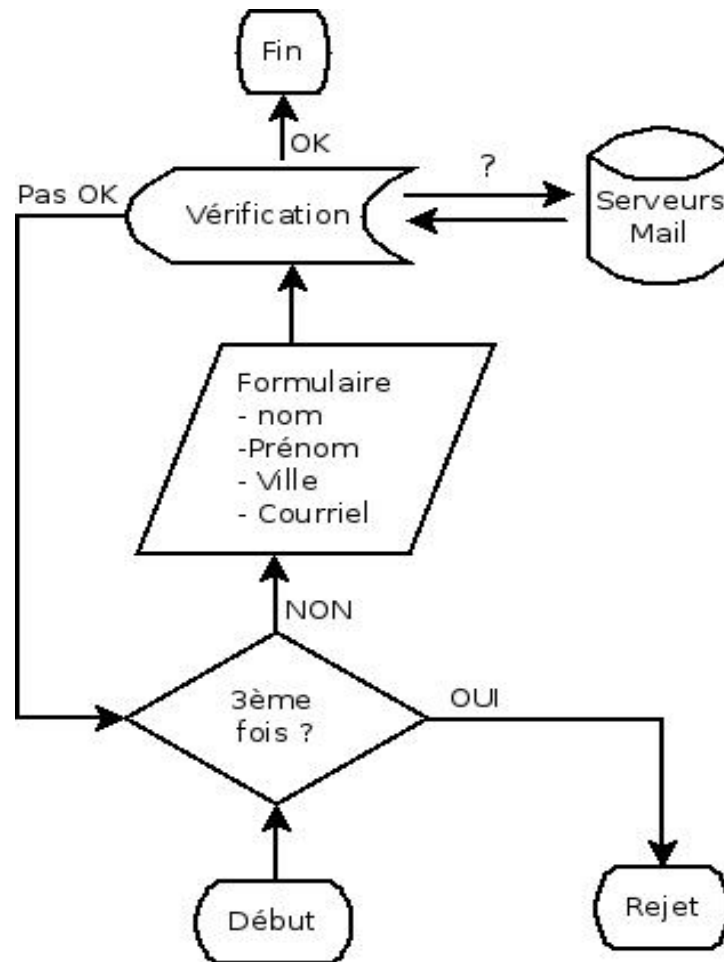 Fin
OK
Pas OK
?
Vérification
Serveurs
Mail
Formulaire
- nom
-Prénom
- Ville
- Courriel
NON
3ème
fois ?
OUI
Début
Rejet